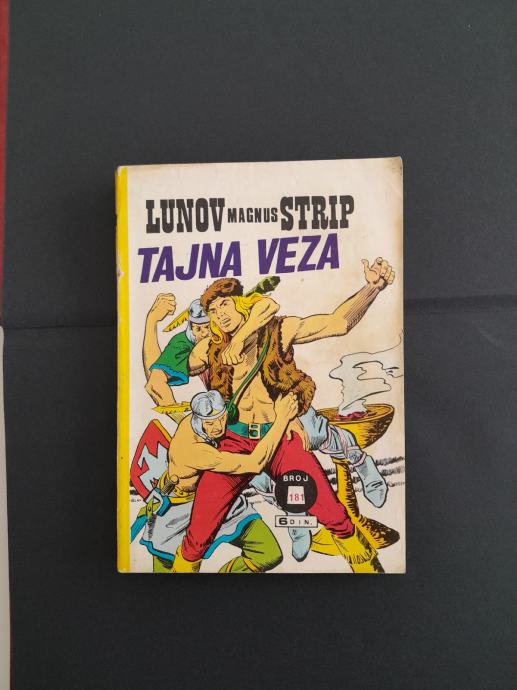 LUNOV MAGNUS STRIP
TAJNA VEZA
BROJ
181
6 DIN.